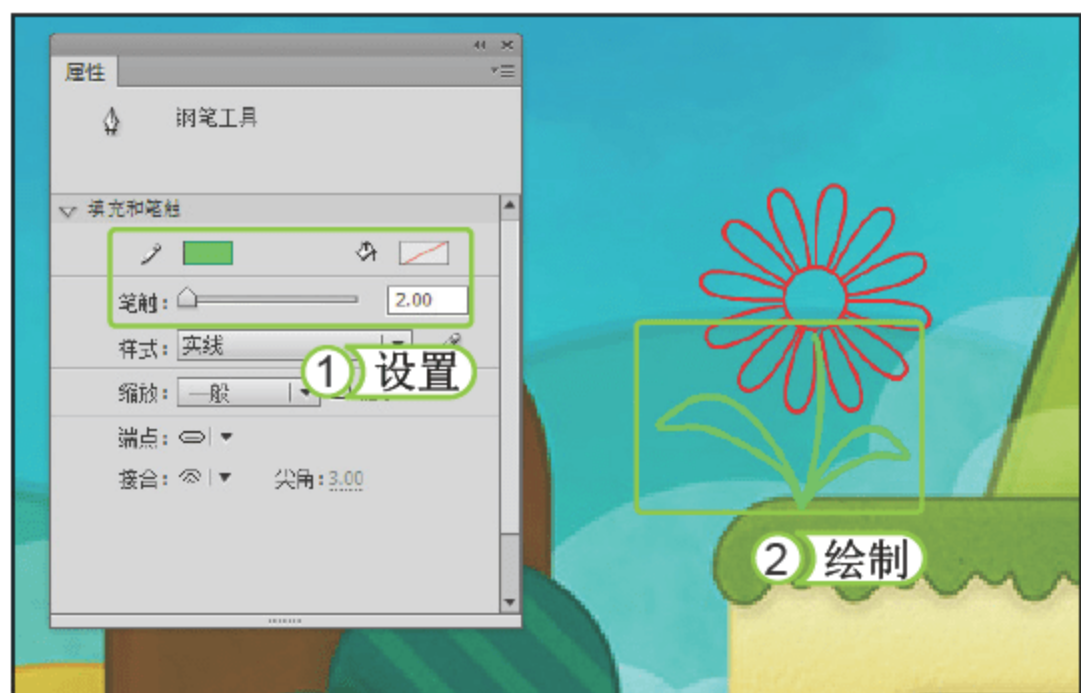 属性
钢笔工具
填充和笔触
笔触: 2.00
样式: 实线
① 设置
缩放: 一般
端点:
接合: 尖角: 3.00
② 绘制